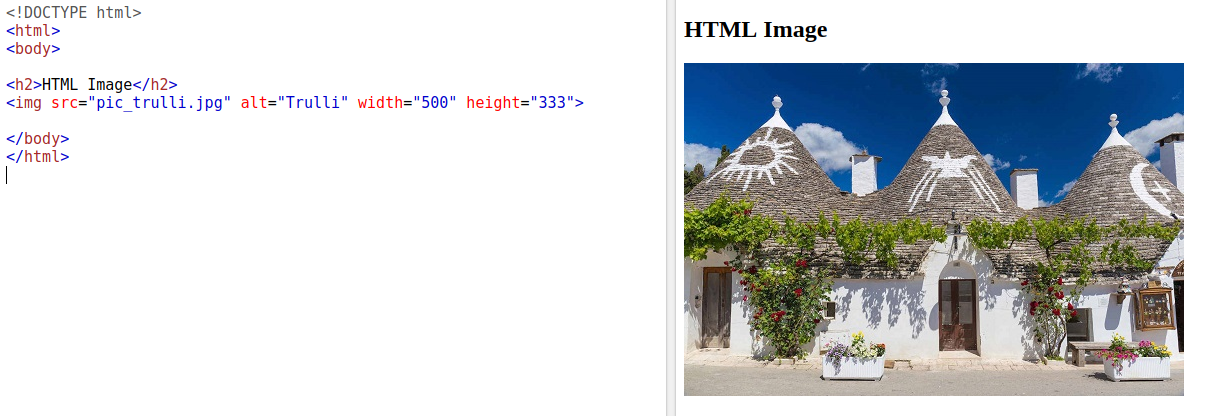 <!DOCTYPE html>
<html>
<body>
<h2>HTML Image</h2>
<img src="pic_trulli.jpg" alt="Trulli" width="500" height="333">
</body>
</html>
HTML Image